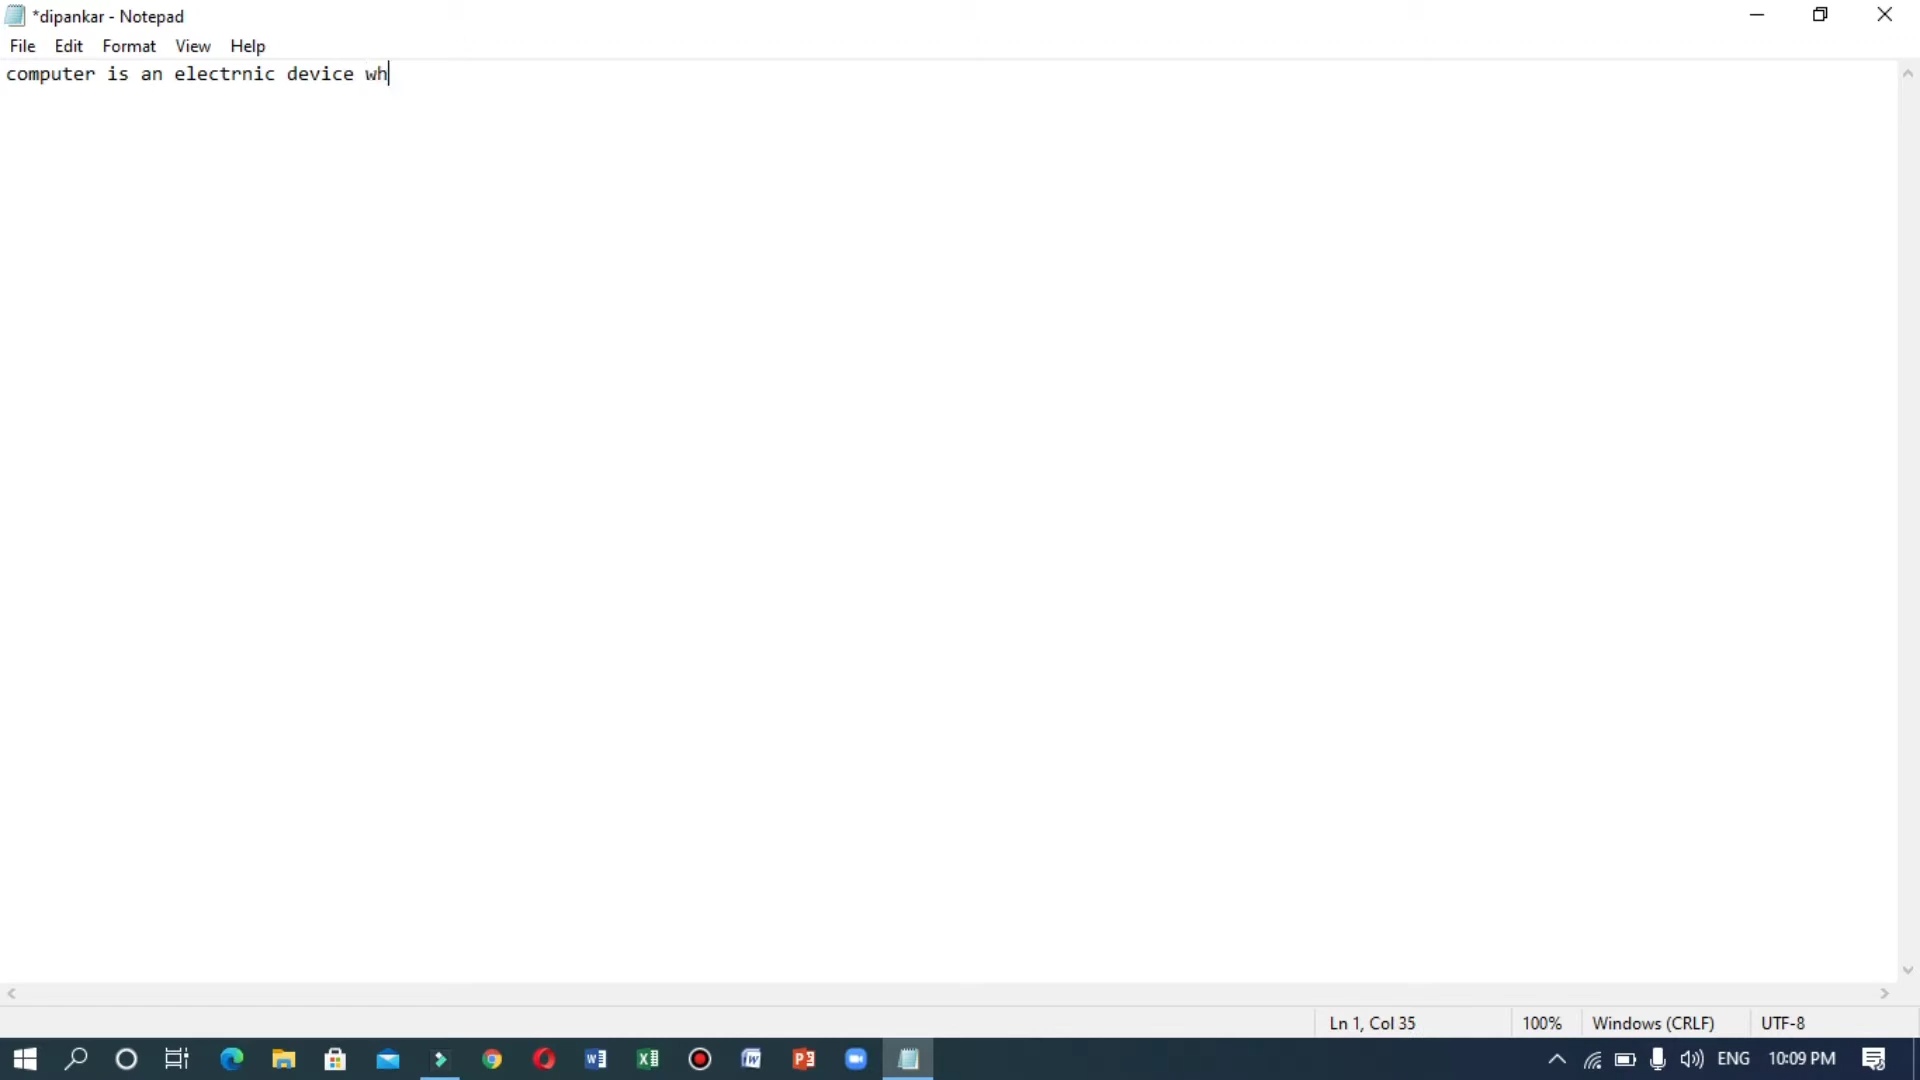 *dipankar - Notepad
File Edit Format View Help
computer is an electrnic device wh
Ln 1, Col 35 100% Windows (CRLF) UTF-8
ENG 10:09 PM